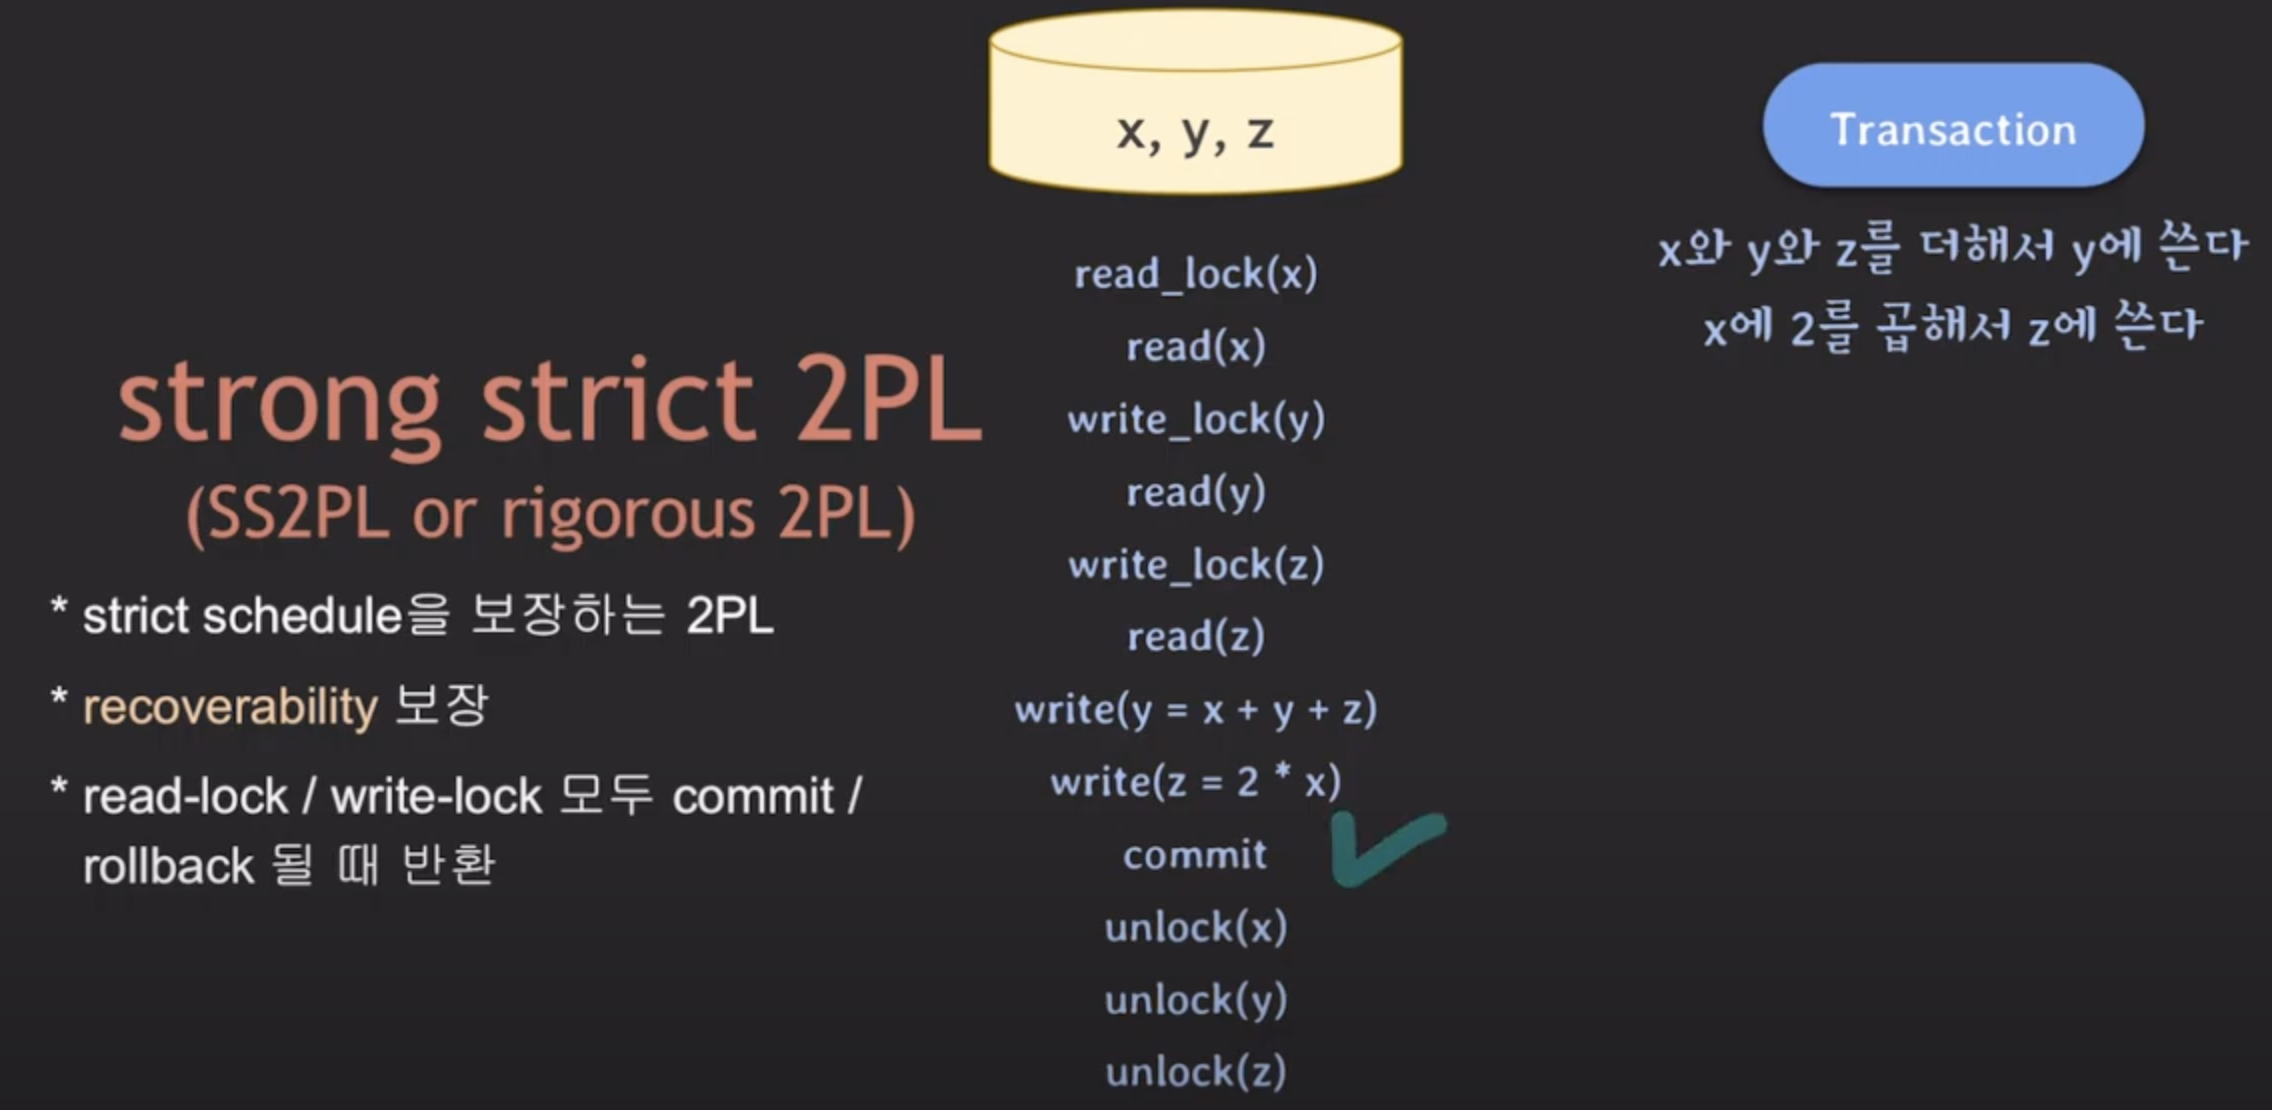 x, y, z
Transaction
x와 y와 z를 더해서 y에 쓴다
x에 2를 곱해서 z에 쓴다
strong strict 2PL
(SS2PL or rigorous 2PL)
* strict schedule을 보장하는 2PL
* recoverability 보장
* read-lock / write-lock 모두 commit /
rollback 될 때 반환
read_lock(x)
read(x)
write_lock(y)
read(y)
write_lock(z)
read(z)
write(y = x + y + z)
write(z = 2 * x)
commit
unlock(x)
unlock(y)
unlock(z)